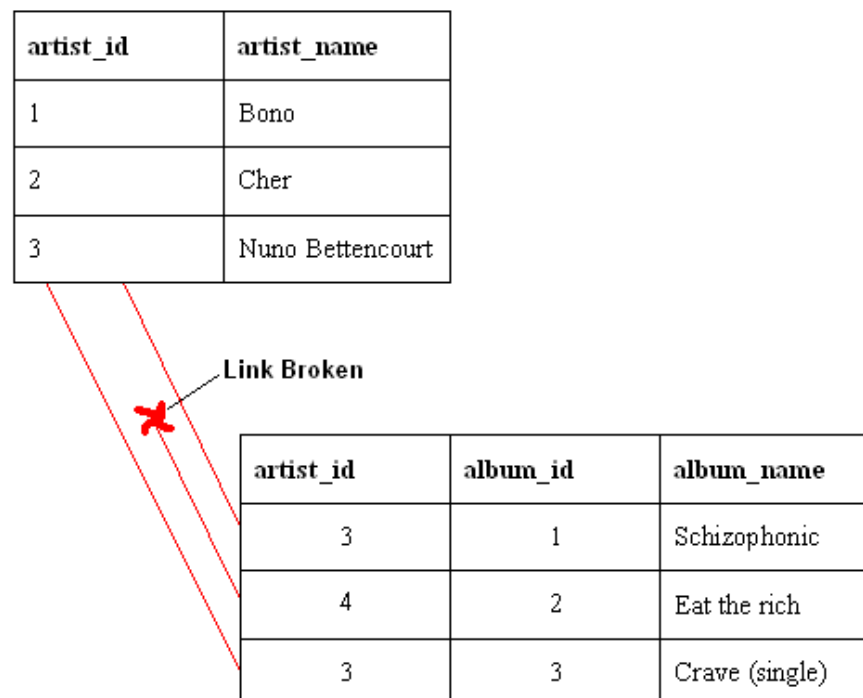 artist_id artist_name
1 Bono
2 Cher
3 Nuno Bettencourt
Link Broken
artist_id album_id album_name
3 1 Schizophonic
4 2 Eat the rich
3 3 Crave (single)